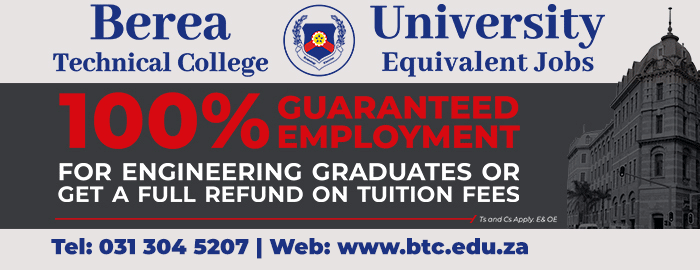 Berea
Technical College
University
Equivalent Jobs
100% GUARANTEED
EMPLOYMENT
FOR ENGINEERING GRADUATES OR
GET A FULL REFUND ON TUITION FEES
Ts and Cs Apply. E& OE
Tel: 031 304 5207 | Web: www.btc.edu.za